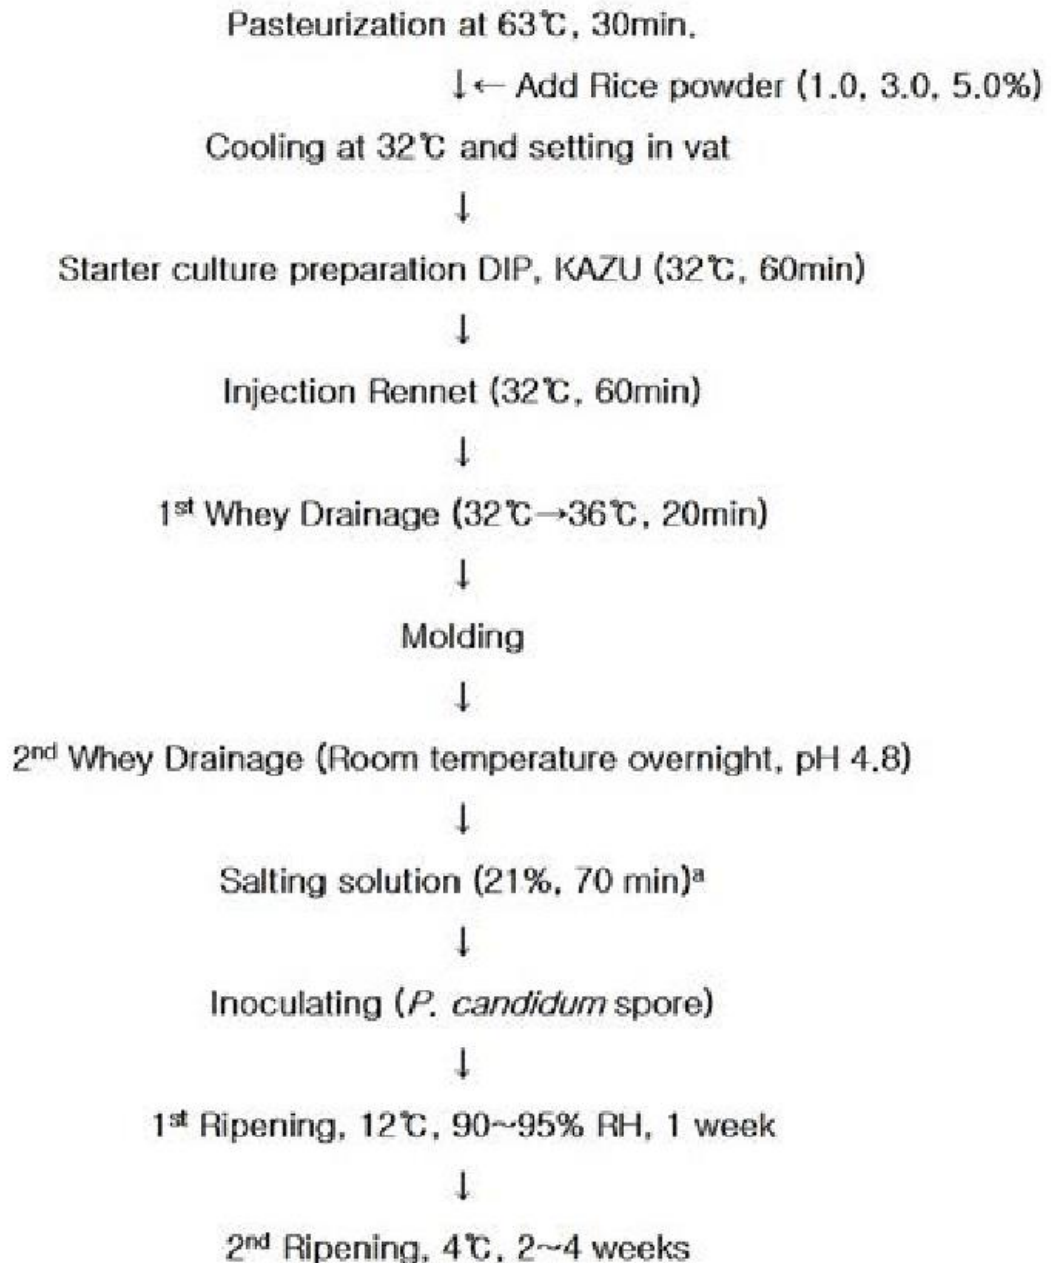 Pasteurization at 63℃, 30min.
↓← Add Rice powder (1.0, 3.0, 5.0%)
Cooling at 32℃ and setting in vat
↓
Starter culture preparation DIP, KAZU (32℃, 60min)
↓
Injection Rennet (32℃, 60min)
↓
1st Whey Drainage (32℃→36℃, 20min)
↓
Molding
↓
2nd Whey Drainage (Room temperature overnight, pH 4.8)
↓
Salting solution (21%, 70 min)ª
↓
Inoculating (P. candidum spore)
↓
1st Ripening, 12℃, 90~95% RH, 1 week
↓
2nd Ripening, 4℃, 2~4 weeks